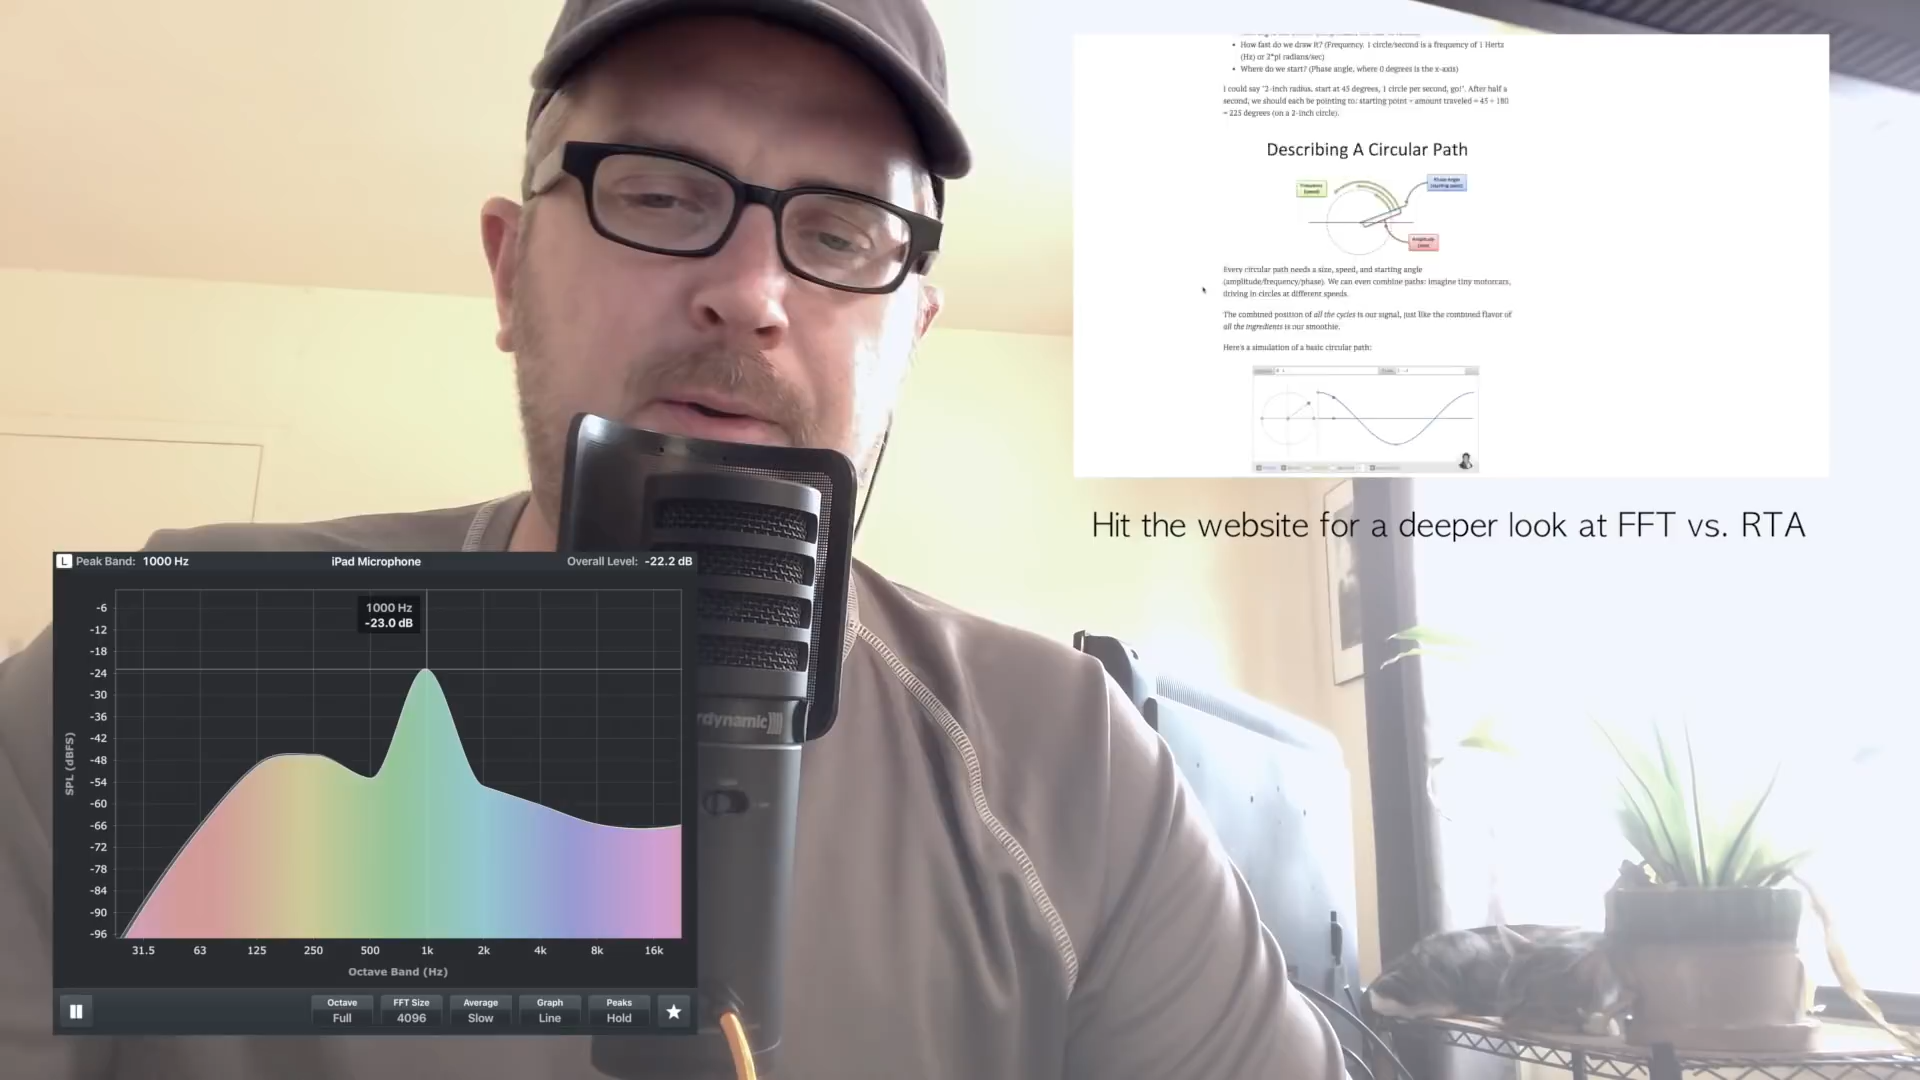 • How fast do we draw it? (Frequency. 1 circle/second is a frequency of 1 Hertz
(Hz) or 2*pi radians/sec)
• Where do we start? (Phase angle, where 0 degrees is the x-axis)
I could say "2-inch radius, start at 45 degrees, 1 circle per second, go!". After half a
second, we should each be pointing to: starting point + amount traveled = 45 + 180
= 225 degrees (on a 2-inch circle).
Describing A Circular Path
Frequency
(speed)
Phase Angle
(starting point)
Amplitude
(size)
Every circular path needs a size, speed, and starting angle
(amplitude/frequency/phase). We can even combine paths: imagine tiny motorcars,
driving in circles at different speeds.
The combined position of all the cycles is our signal, just like the combined flavor of
all the ingredients is our smoothie.
Here's a simulation of a basic circular path:
Hit the website for a deeper look at FFT vs. RTA
L Peak Band: 1000 Hz iPad Microphone Overall Level: -22.2 dB
1000 Hz
-23.0 dB
-6
-12
-18
-24
-30
-36
-42
-48
-54
-60
-66
-72
-78
-84
-90
-96
SPL (dBFS)
31.5 63 125 250 500 1k 2k 4k 8k 16k
Octave Band (Hz)
Octave FFT Size Average Graph Peaks
Full 4096 Slow Line Hold
rdynamic